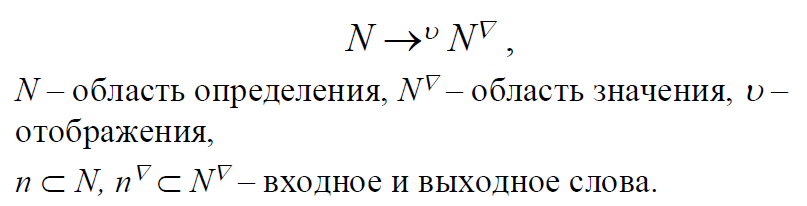 N →ᵛ N^∇ ,
N – область определения, N^∇ – область значения, υ –
отображения,
n ⊂ N, n^∇ ⊂ N^∇ – входное и выходное слова.